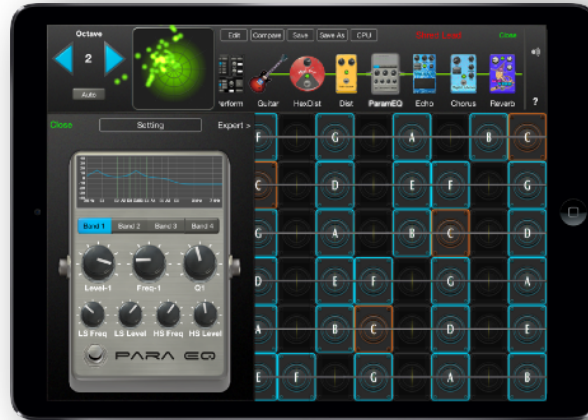 Octave
2
Auto
Edit Compare Save Save As CPU
Close
erform Guitar HexDist Dist ParamEQ Echo Chorus Reverb
?
Close Setting Expert >
Band 1 Band 2 Band 3 Band 4
Level-1 Freq-1 Q1
LS Freq LS Level HS Freq HS Level
PARA EQ
F G A B C
C D E F G
G A B C D
D E F G A
A B C D E
E F G A B